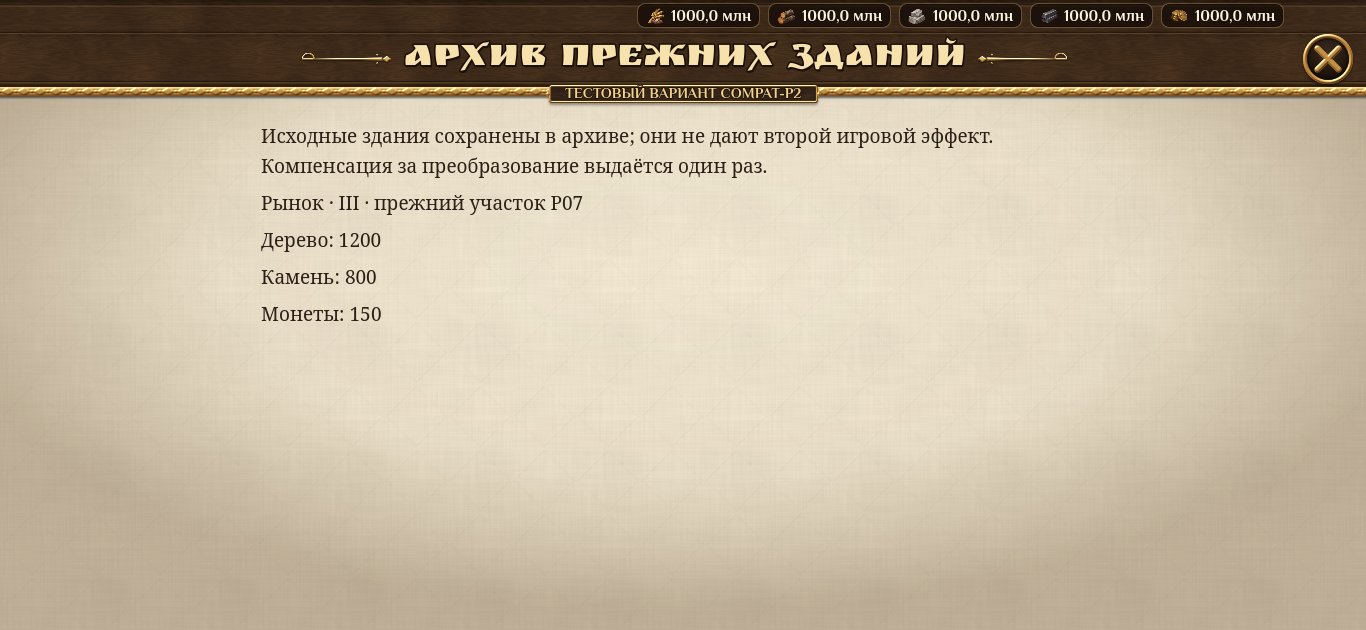 1000,0 млн 1000,0 млн 1000,0 млн 1000,0 млн 1000,0 млн
АРХИВ ПРЕЖНИХ ЗДАНИЙ
ТЕСТОВЫЙ ВАРИАНТ COMPAT-P2
Исходные здания сохранены в архиве; они не дают второй игровой эффект.
Компенсация за преобразование выдаётся один раз.
Рынок · III · прежний участок P07
Дерево: 1200
Камень: 800
Монеты: 150